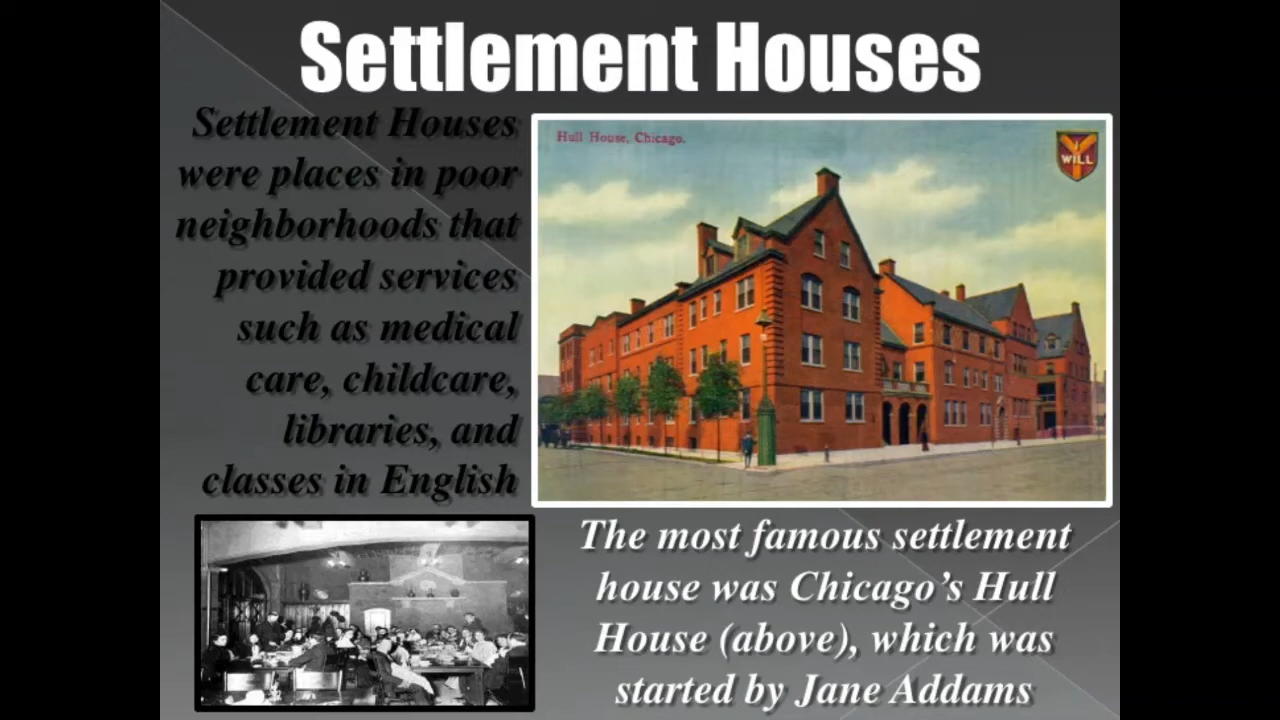 Settlement Houses
Settlement Houses
were places in poor
neighborhoods that
provided services
such as medical
care, childcare,
libraries, and
classes in English
Hull House, Chicago.
WILL
The most famous settlement
house was Chicago’s Hull
House (above), which was
started by Jane Addams